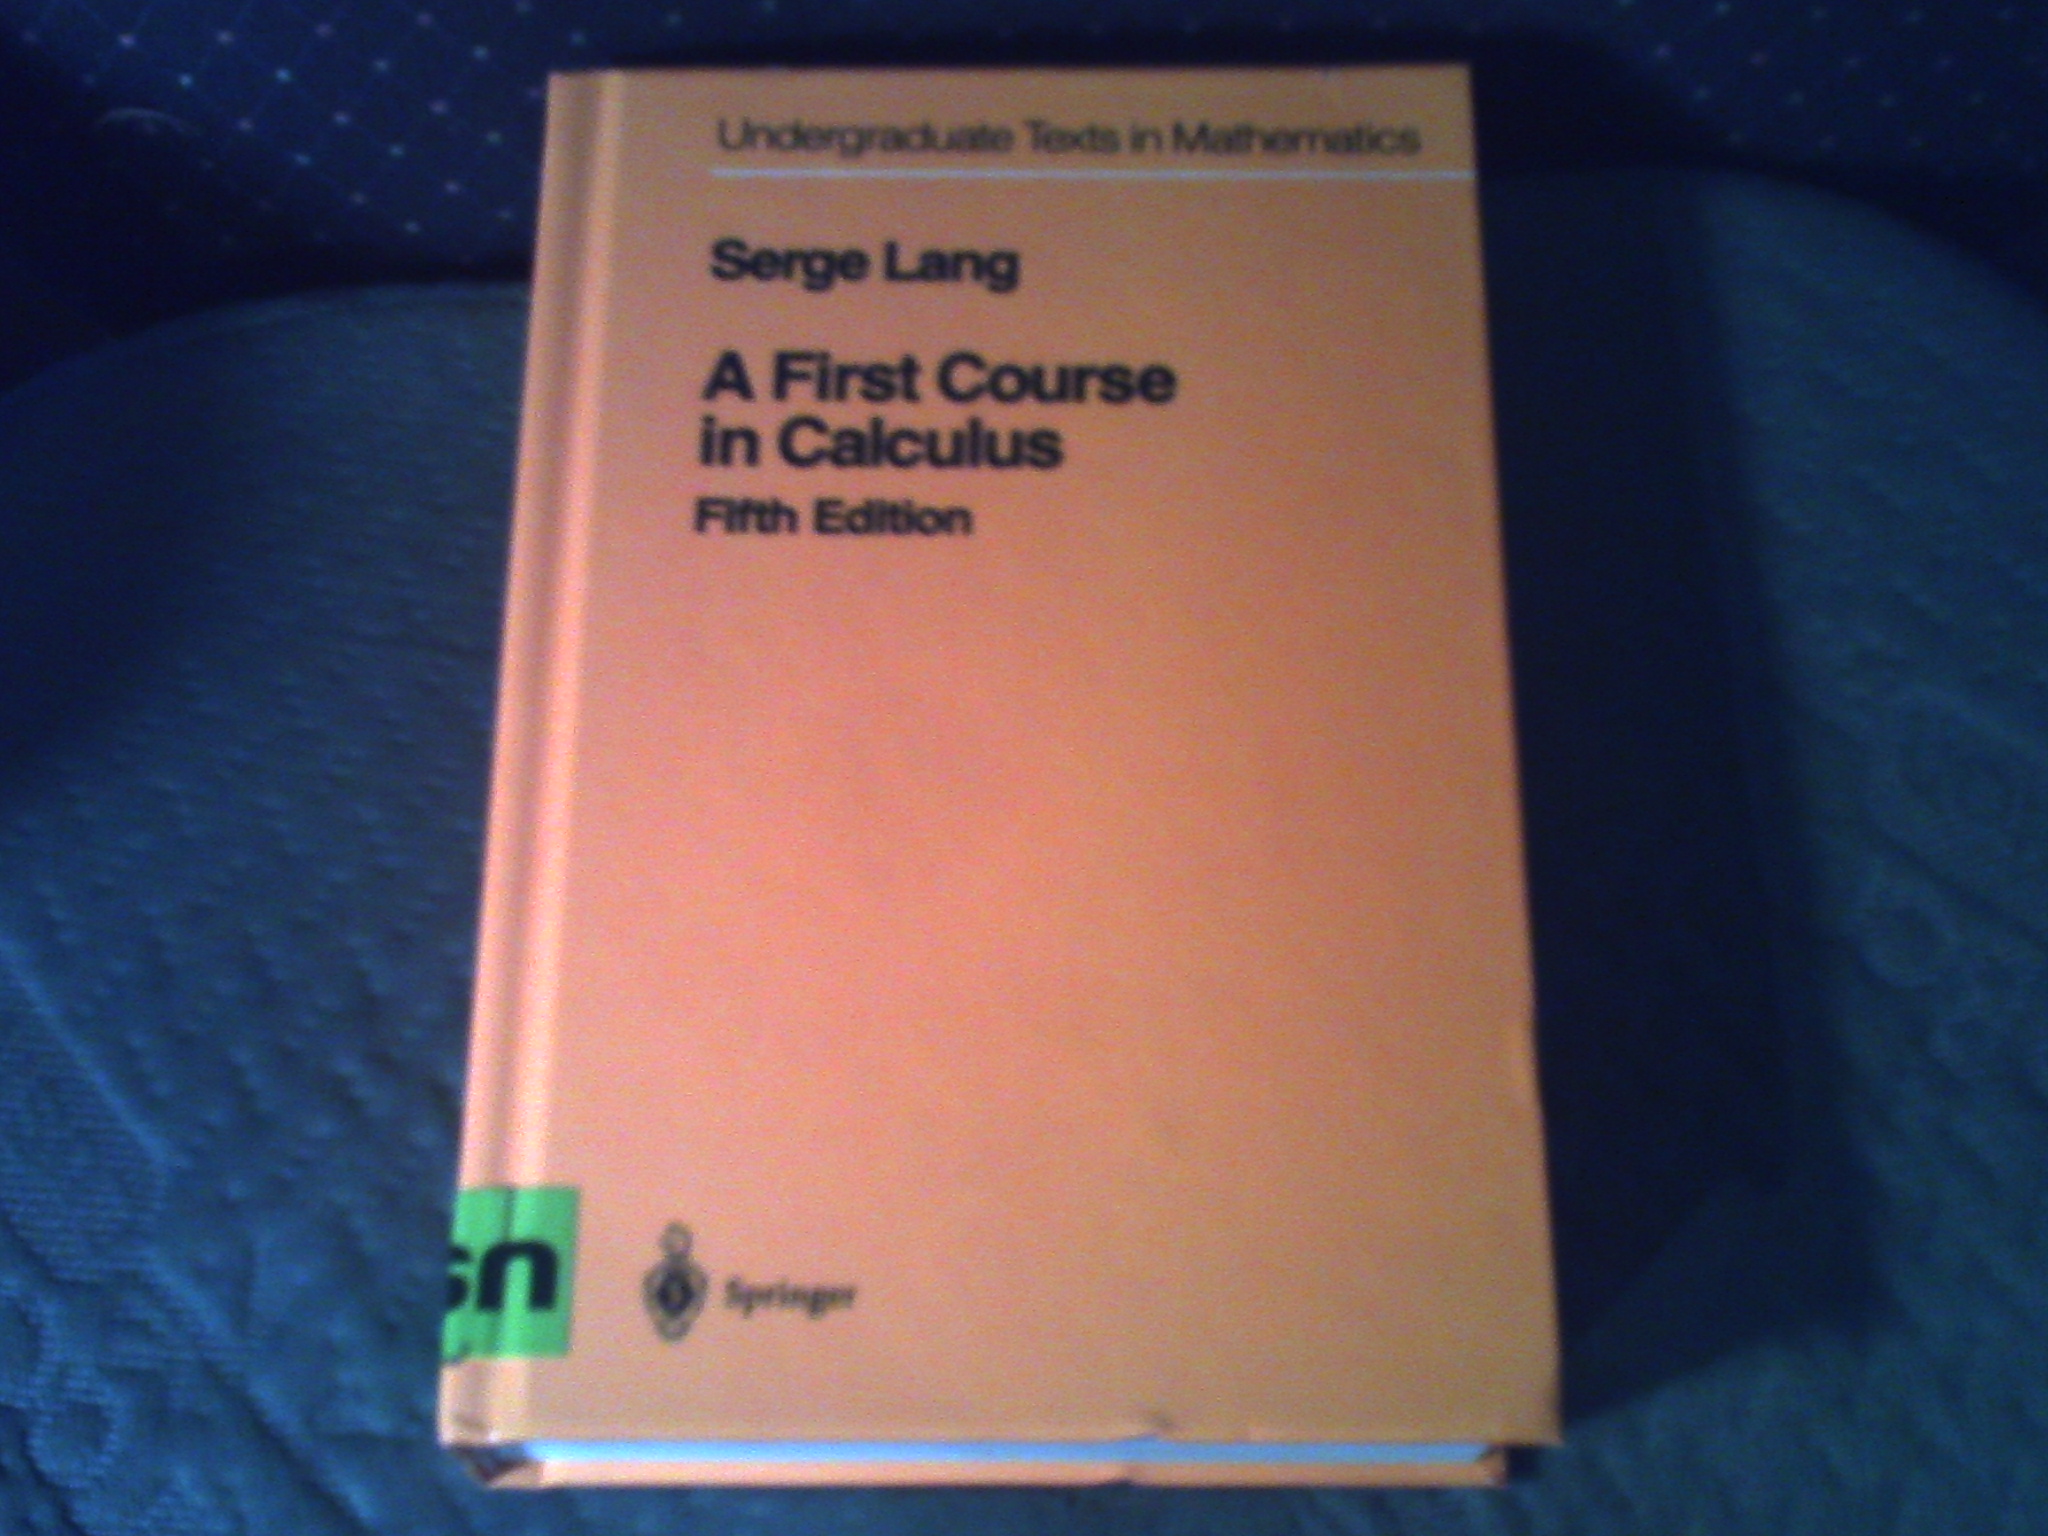 Undergraduate Texts in Mathematics
Serge Lang
A First Course
in Calculus
Fifth Edition
sn
Springer